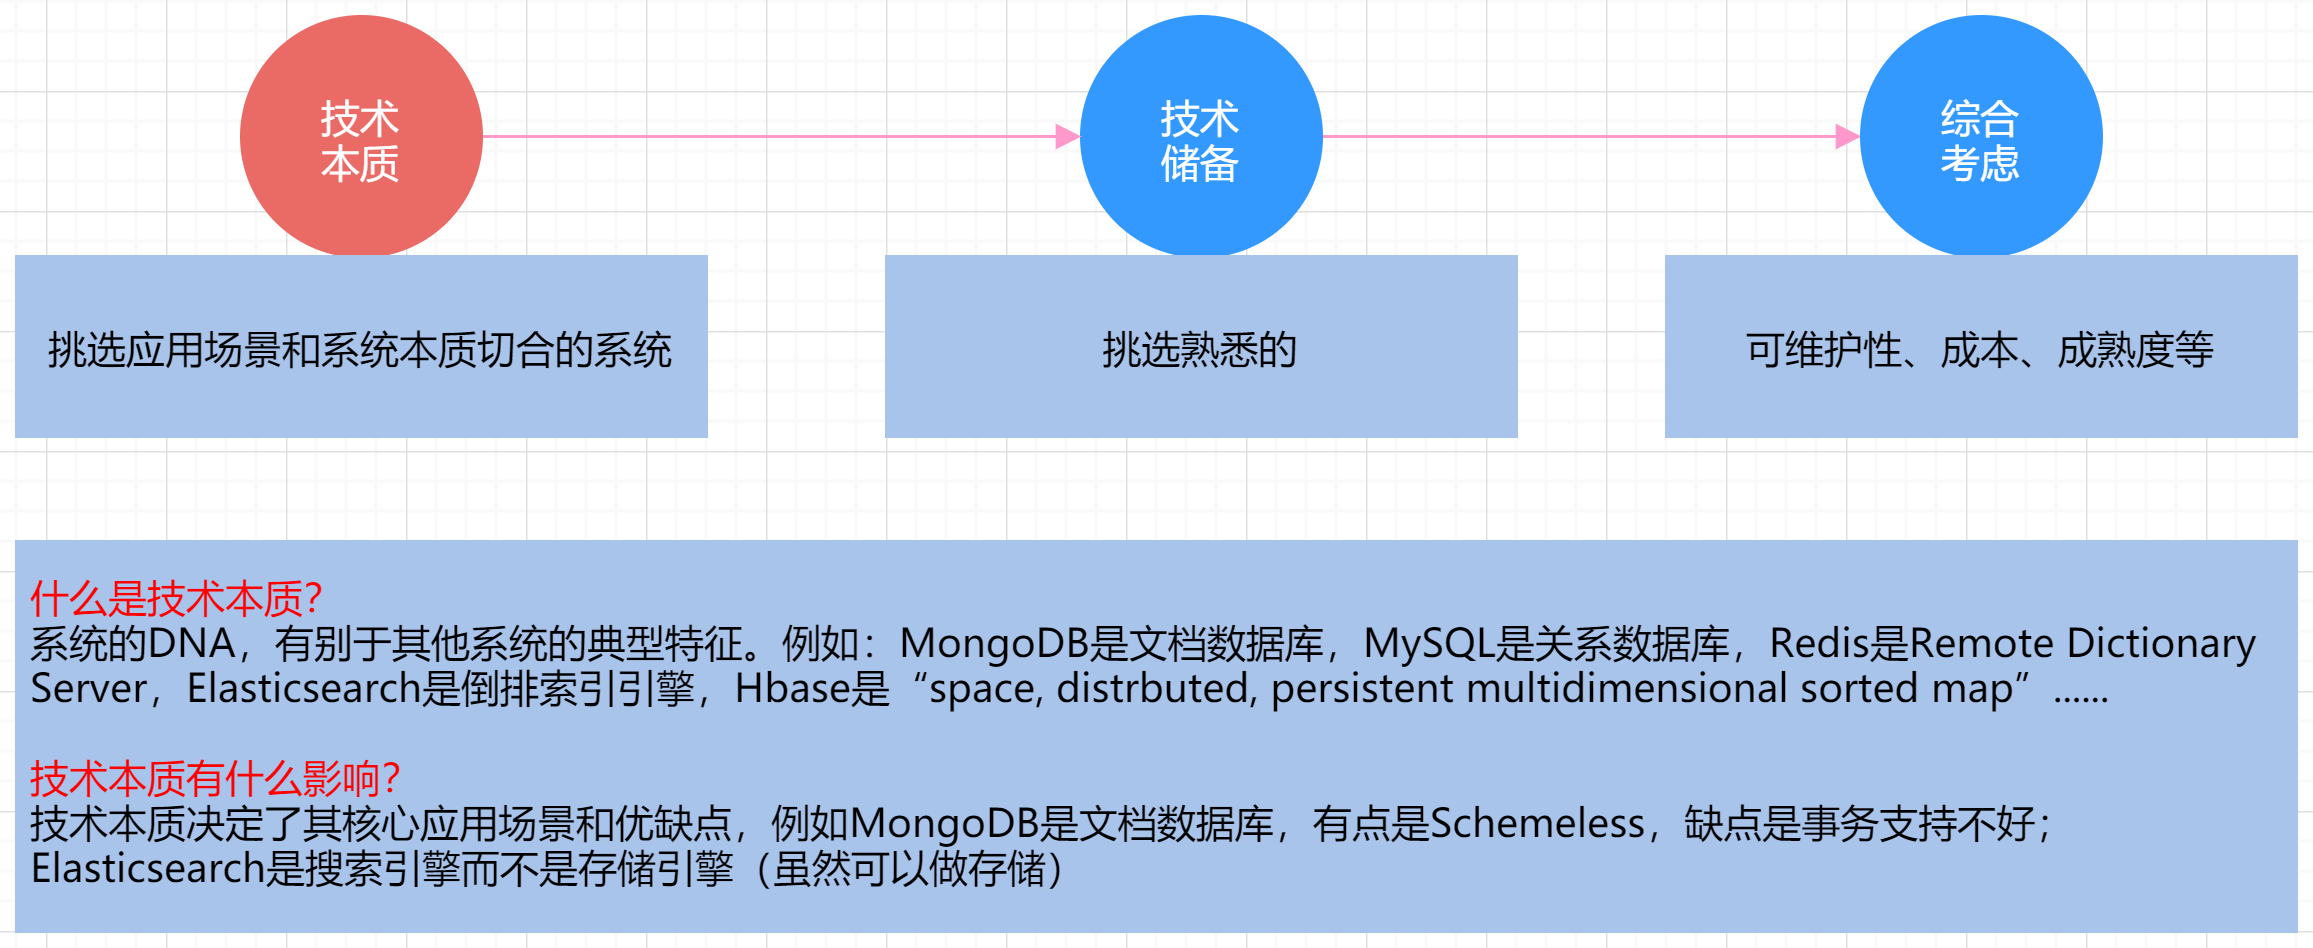 技术
本质
技术
储备
综合
考虑
挑选应用场景和系统本质切合的系统
挑选熟悉的
可维护性、成本、成熟度等
什么是技术本质？
系统的DNA，有别于其他系统的典型特征。例如：MongoDB是文档数据库，MySQL是关系数据库，Redis是Remote Dictionary
Server，Elasticsearch是倒排索引引擎，Hbase是“space, distrbuted, persistent multidimensional sorted map”……
技术本质有什么影响？
技术本质决定了其核心应用场景和优缺点，例如MongoDB是文档数据库，有点是Schemeless，缺点是事务支持不好；
Elasticsearch是搜索引擎而不是存储引擎（虽然可以做存储）